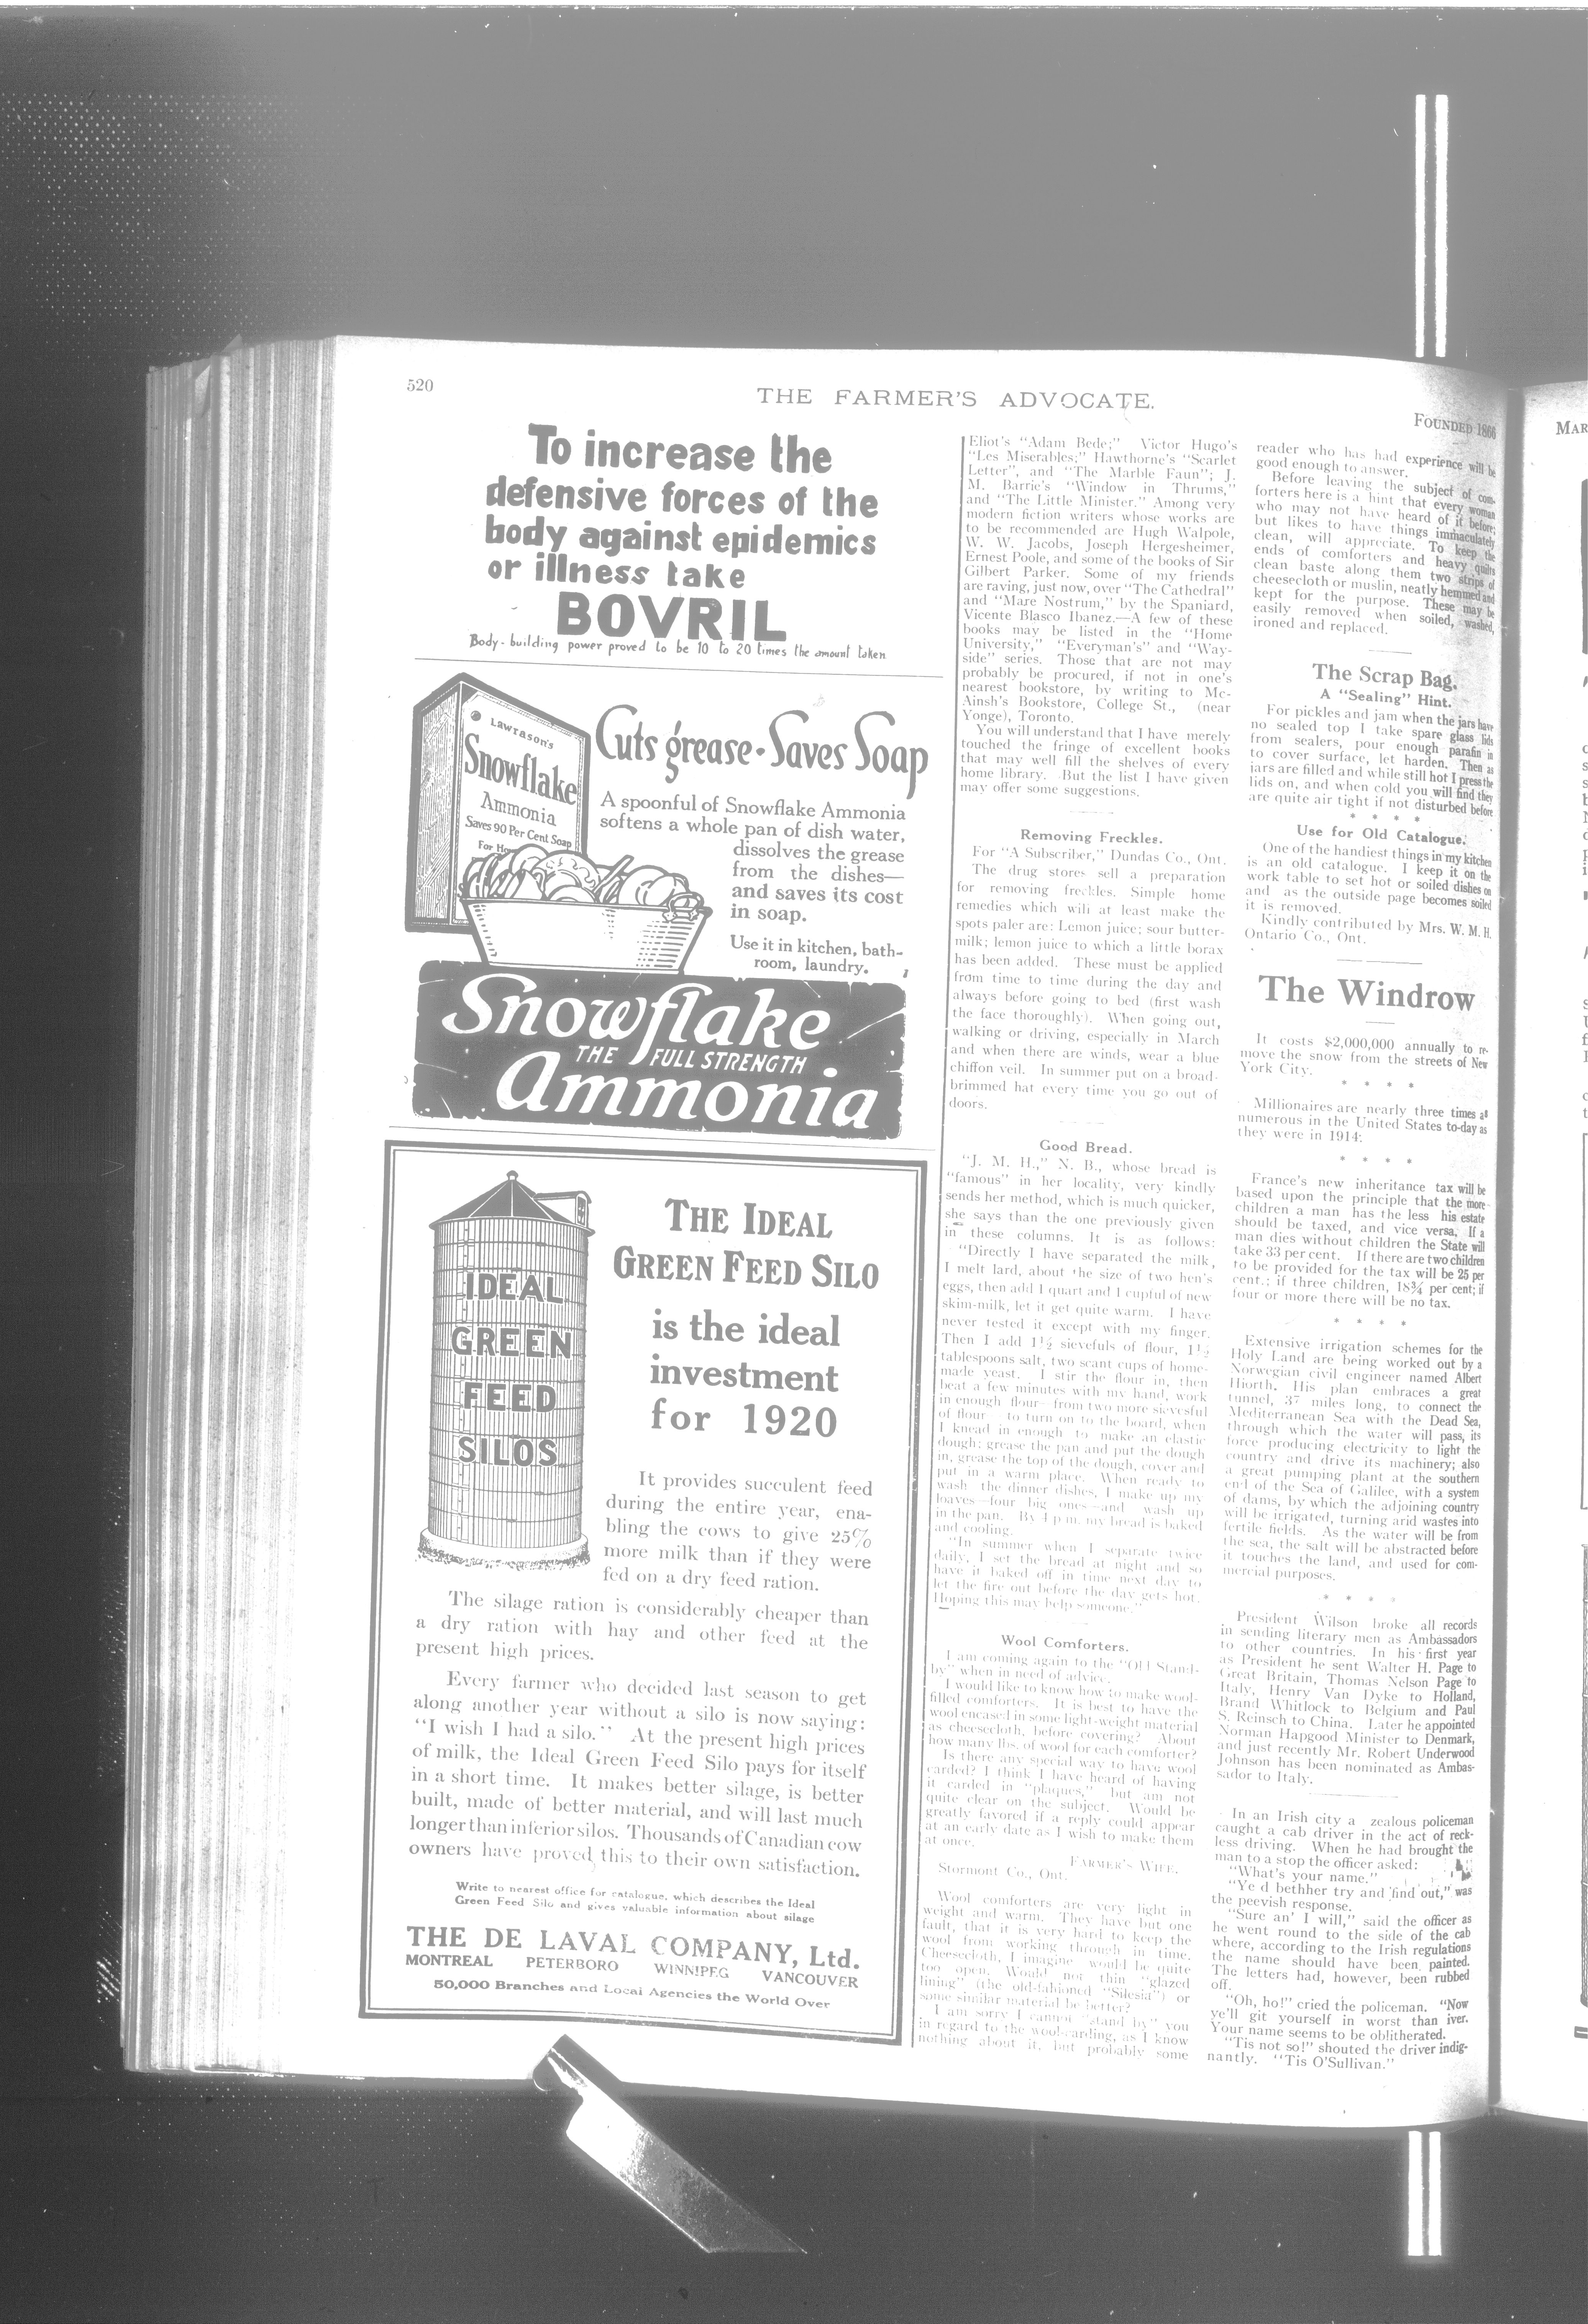 520
THE FARMER'S ADVOCATE.
FOUNDED 1866
To increase the
defensive forces of the
body against epidemics
or illness take
BOVRIL
Body-building power proved to be 10 to 20 times the amount taken
Lawrason's
Snowflake
Ammonia
Saves 90 Per Cent Soap
For
Cuts grease-Saves Soap
A spoonful of Snowflake Ammonia
softens a whole pan of dish water,
dissolves the grease
from the dishes—
and saves its cost
in soap.
Use it in kitchen, bath-
room, laundry.
Snowflake
THE FULL STRENGTH
Ammonia
IDEAL
GREEN
FEED
SILOS
THE IDEAL
GREEN FEED SILO
is the ideal
investment
for 1920
It provides succulent feed
during the entire year, ena-
bling the cows to give 25%
more milk than if they were
fed on a dry feed ration.
The silage ration is considerably cheaper than
a dry ration with hay and other feed at the
present high prices.
Every farmer who decided last season to get
along another year without a silo is now saying:
"I wish I had a silo." At the present high prices
of milk, the Ideal Green Feed Silo pays for itself
in a short time. It makes better silage, is better
built, made of better material, and will last much
longer than inferior silos. Thousands of Canadian cow
owners have proved this to their own satisfaction.
Write to nearest office for catalogue, which describes the Ideal
Green Feed Silo and gives valuable information about silage
THE DE LAVAL COMPANY, Ltd.
MONTREAL PETERBORO WINNIPEG VANCOUVER
50,000 Branches and Local Agencies the World Over
Eliot's "Adam Bede;" Victor Hugo's
"Les Miserables;" Hawthorne's "Scarlet
Letter", and "The Marble Faun"; J.
M. Barrie's "Window in Thrums,"
and "The Little Minister." Among very
modern fiction writers whose works are
to be recommended are Hugh Walpole,
W. W. Jacobs, Joseph Hergesheimer,
Ernest Poole, and some of the books of Sir
Gilbert Parker. Some of my friends
are raving, just now, over "The Cathedral"
and "Mare Nostrum," by the Spaniard,
Vicente Blasco Ibanez.—A few of these
books may be listed in the "Home
University," "Everyman's" and "Way-
side" series. Those that are not may
probably be procured, if not in one's
nearest bookstore, by writing to Mc-
Ainsh's Bookstore, College St., (near
Yonge), Toronto.
You will understand that I have merely
touched the fringe of excellent books
that may well fill the shelves of every
home library. But the list I have given
may offer some suggestions.
Removing Freckles.
For "A Subscriber," Dundas Co., Ont.
The drug stores sell a preparation
for removing freckles. Simple home
remedies which will at least make the
spots paler are: Lemon juice; sour butter-
milk; lemon juice to which a little borax
has been added. These must be applied
from time to time during the day and
always before going to bed (first wash
the face thoroughly). When going out,
walking or driving, especially in March
and when there are winds, wear a blue
chiffon veil. In summer put on a broad-
brimmed hat every time you go out of
doors.
Good Bread.
"J. M. H.," N. B., whose bread is
"famous" in her locality, very kindly
sends her method, which is much quicker,
she says than the one previously given
in these columns. It is as follows:
"Directly I have separated the milk,
I melt lard, about the size of two hen's
eggs, then add 1 quart and 1 cupful of new
skim-milk, let it get quite warm. I have
never tested it except with my finger.
Then I add 1½ sievefuls of flour, 1½
tablespoons salt, two scant cups of home-
made yeast. I stir the flour in, then
beat a few minutes with my hand, work
in enough flour—from two more sievesful
of flour—to turn on to the board, when
I knead in enough to make an elastic
dough; grease the pan and put the dough
in, grease the top of the dough, cover and
put in a warm place. When ready to
wash the dinner dishes, I make up my
loaves—four big ones—and wash up
in the pan. By 4 p.m. my bread is baked
and cooling.
"In summer when I separate twice
daily, I set the bread at night and so
have it baked off in time next day to
let the fire out before the day gets hot.
Hoping this may help someone."
Wool Comforters.
I am coming again to the "Old Stand-
by" when in need of advice.
I would like to know how to make wool-
filled comforters. It is best to have the
wool encased in some light-weight material
as cheesecloth, before covering? About
how many lbs. of wool for each comforter?
Is there any special way to have wool
carded? I think I have heard of having
it carded in "plaques," but am not
quite clear on the subject. Would be
greatly favored if a reply could appear
at an early date as I wish to make them
at once.
FARMER'S WIFE.
Stormont Co., Ont.
Wool comforters are very light in
weight and warm. They have but one
fault, that it is very hard to keep the
wool from working through in time.
Cheesecloth, I imagine would be quite
too open. Would not thin "glazed
lining" (the old-fahioned "Silesia") or
some similar material be better?
I am sorry I cannot "stand by" you
in regard to the wool-carding, as I know
nothing about it, but probably some
reader who has had experience will be
good enough to answer.
Before leaving the subject of com-
forters here is a hint that every woman
who may not have heard of it before;
but likes to have things immaculately
clean, will appreciate. To keep the
ends of comforters and heavy quilts
clean baste along them two strips of
cheesecloth or muslin, neatly hemmed and
kept for the purpose. These may be
easily removed when soiled, washed,
ironed and replaced.
The Scrap Bag.
A "Sealing" Hint.
For pickles and jam when the jars have
no sealed top I take spare glass lids
from sealers, pour enough parafin in
to cover surface, let harden. Then as
jars are filled and while still hot I press the
lids on, and when cold you will find they
are quite air tight if not disturbed before
* * * *
Use for Old Catalogue.
One of the handiest things in my kitchen
is an old catalogue. I keep it on the
work table to set hot or soiled dishes on
and as the outside page becomes soiled
it is removed.
Kindly contributed by Mrs. W. M. H.
Ontario Co., Ont.
The Windrow
It costs $2,000,000 annually to re-
move the snow from the streets of New
York City.
* * * *
Millionaires are nearly three times as
numerous in the United States to-day as
they were in 1914.
* * * *
France's new inheritance tax will be
based upon the principle that the more
children a man has the less his estate
should be taxed, and vice versa. If a
man dies without children the State will
take 33 per cent. If there are two children
to be provided for the tax will be 25 per
cent.; if three children, 18¾ per cent; if
four or more there will be no tax.
* * * *
Extensive irrigation schemes for the
Holy Land are being worked out by a
Norwegian civil engineer named Albert
Hiorth. His plan embraces a great
tunnel, 37 miles long, to connect the
Mediterranean Sea with the Dead Sea,
through which the water will pass, its
force producing electricity to light the
country and drive its machinery; also
a great pumping plant at the southern
end of the Sea of Galilee, with a system
of dams, by which the adjoining country
will be irrigated, turning arid wastes into
fertile fields. As the water will be from
the sea, the salt will be abstracted before
it touches the land, and used for com-
mercial purposes.
* * * *
President Wilson broke all records
in sending literary men as Ambassadors
to other countries. In his first year
as President he sent Walter H. Page to
Great Britain, Thomas Nelson Page to
Italy, Henry Van Dyke to Holland,
Brand Whitlock to Belgium and Paul
S. Reinsch to China. Later he appointed
Norman Hapgood Minister to Denmark,
and just recently Mr. Robert Underwood
Johnson has been nominated as Ambas-
sador to Italy.
In an Irish city a zealous policeman
caught a cab driver in the act of reck-
less driving. When he had brought the
man to a stop the officer asked:
"What's your name."
"Ye'd bethher try and find out," was
the peevish response.
"Sure an' I will," said the officer as
he went round to the side of the cab
where, according to the Irish regulations
the name should have been painted.
The letters had, however, been rubbed
off.
"Oh, ho!" cried the policeman. "Now
ye'll git yourself in worst than iver.
Your name seems to be oblitherated.
"Tis not so!" shouted the driver indig-
nantly. "Tis O'Sullivan."
MAR